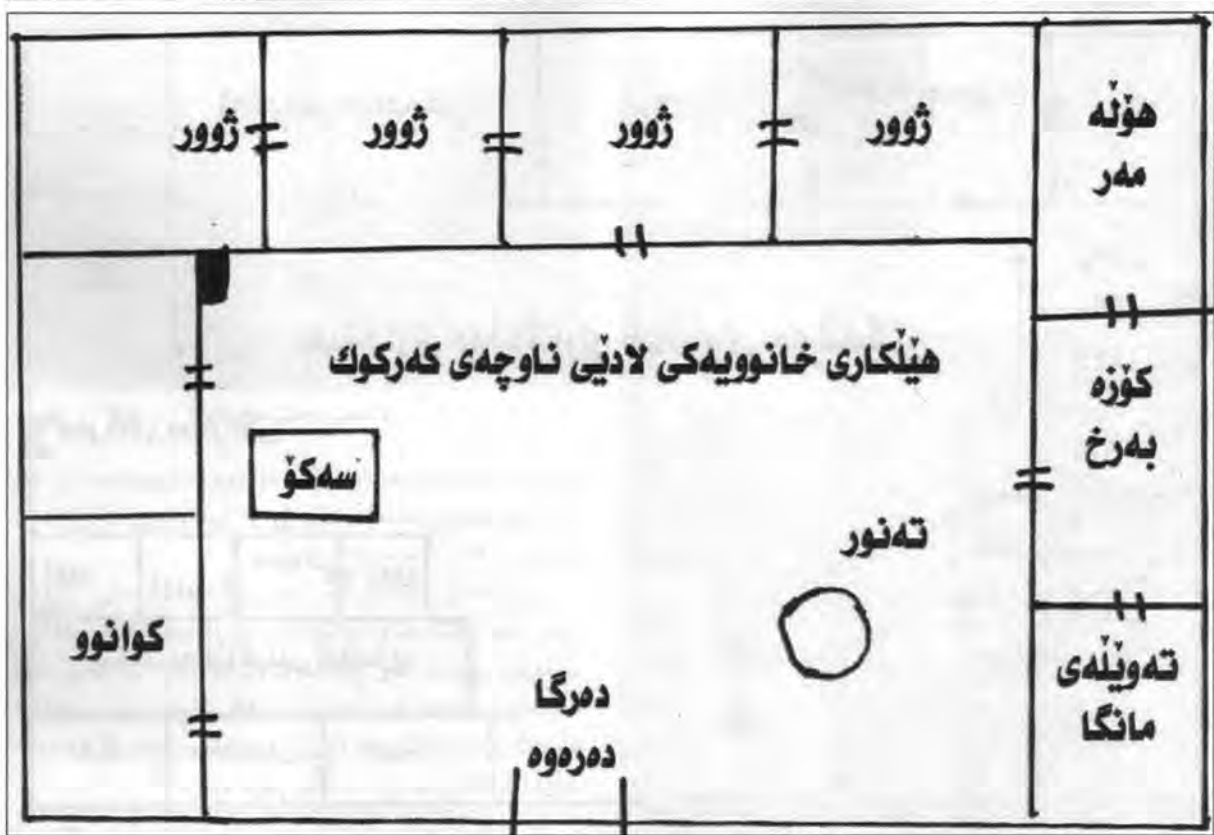 هۆڵە
مەر
ژوور
ژوور
ژوور
ژوور
هێڵکاری خانوویەکی لادێی ناوچەی کەرکوك
کۆزە
بەرخ
سەکۆ
تەنور
کوانوو
تەوێڵەی
مانگا
دەرگا
دەرەوە